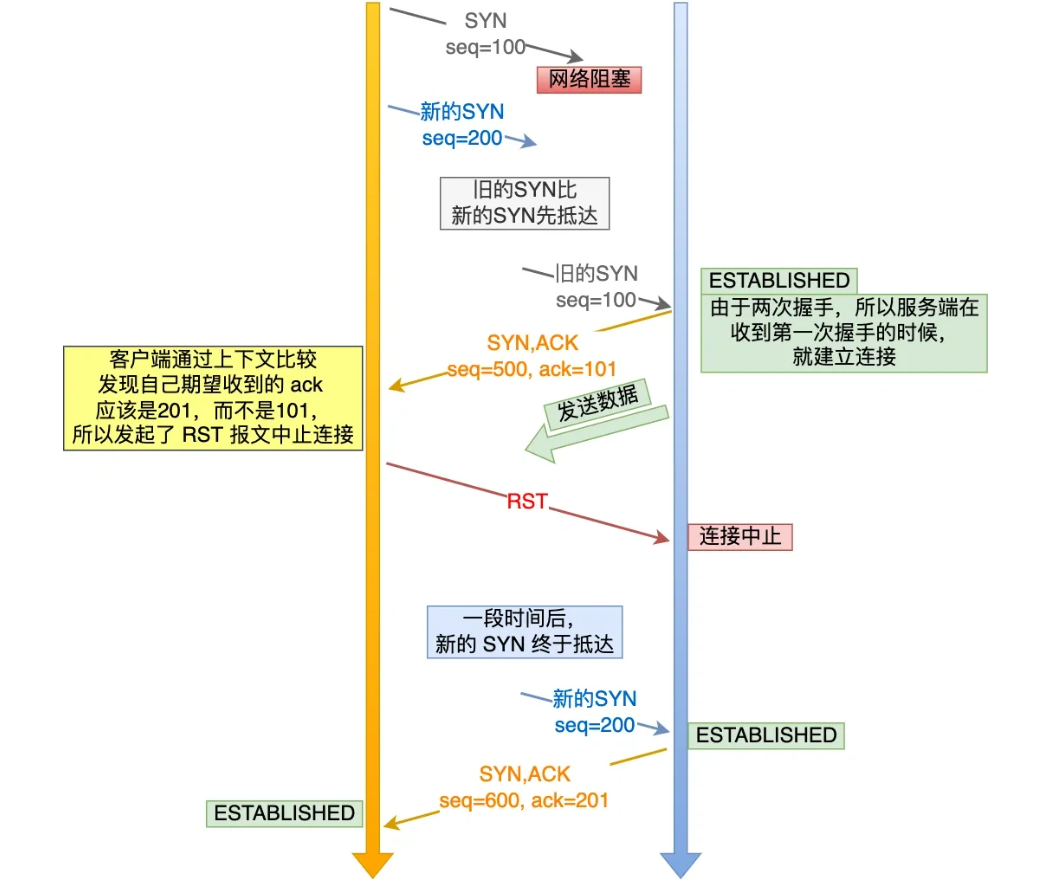 SYN
seq=100
网络阻塞
新的SYN
seq=200
旧的SYN比
新的SYN先抵达
旧的SYN
seq=100
ESTABLISHED
由于两次握手，所以服务端在
收到第一次握手的时候，
就建立连接
SYN,ACK
seq=500, ack=101
客户端通过上下文比较
发现自己期望收到的 ack
应该是201，而不是101，
所以发起了 RST 报文中止连接
发送数据
RST
连接中止
一段时间后，
新的 SYN 终于抵达
新的SYN
seq=200
ESTABLISHED
SYN,ACK
seq=600, ack=201
ESTABLISHED